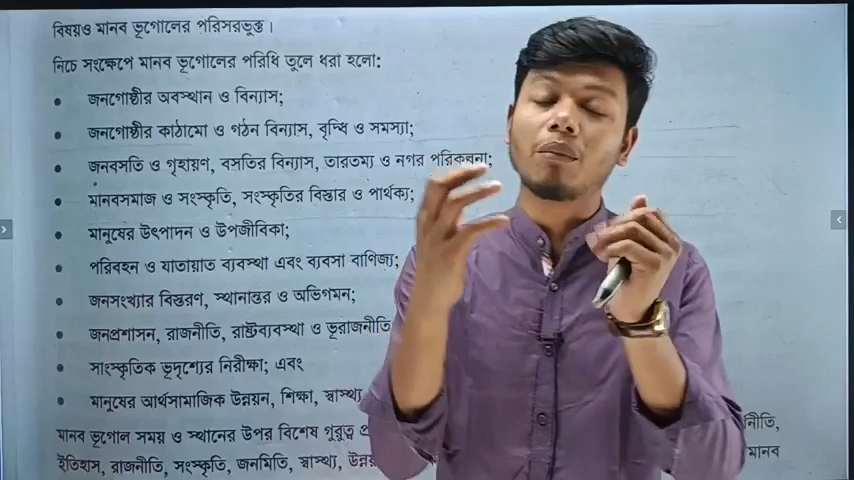 বিষয়ও মানব ভূগোলের পরিসরভুক্ত।
নিচে সংক্ষেপে মানব ভূগোলের পরিধি তুলে ধরা হলো:
• জনগোষ্ঠীর অবস্থান ও বিন্যাস;
• জনগোষ্ঠীর কাঠামো ও গঠন বিন্যাস, বৃদ্ধি ও সমস্যা;
• জনবসতি ও গৃহায়ণ, বসতির বিন্যাস, তারতম্য ও নগর পরিকল্পনা;
• মানবসমাজ ও সংস্কৃতি, সংস্কৃতির বিস্তার ও পার্থক্য;
• মানুষের উৎপাদন ও উপজীবিকা;
• পরিবহন ও যাতায়াত ব্যবস্থা এবং ব্যবসা বাণিজ্য;
• জনসংখ্যার বিস্তরণ, স্থানান্তর ও অভিগমন;
• জনপ্রশাসন, রাজনীতি, রাষ্ট্রব্যবস্থা ও ভূরাজনীতি
• সাংস্কৃতিক ভূদৃশ্যের নিরীক্ষা; এবং
• মানুষের আর্থসামাজিক উন্নয়ন, শিক্ষা, স্বাস্থ্য
মানব ভূগোল সময় ও স্থানের উপর বিশেষ গুরুত্ব
ইতিহাস, রাজনীতি, সংস্কৃতি, জনমিতি, স্বাস্থ্য, মানব